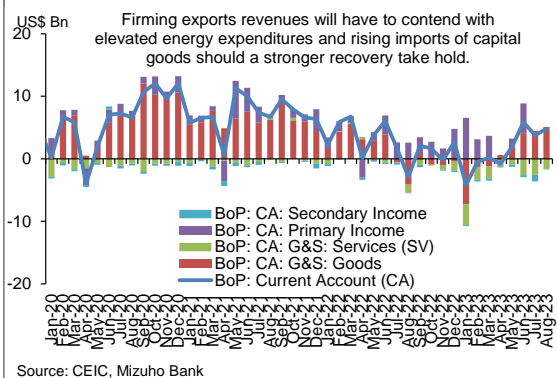 US$ Bn
Firming exports revenues will have to contend with
elevated energy expenditures and rising imports of capital
goods should a stronger recovery take hold.
20
10
0
-10
-20
BoP: CA: Secondary Income
BoP: CA: Primary Income
BoP: CA: G&S: Services (SV)
BoP: CA: G&S: Goods
BoP: Current Account (CA)
Jan-20
Feb-20
Mar-20
Apr-20
May-20
Jun-20
Jul-20
Aug-20
Sep-20
Oct-20
Nov-20
Dec-20
Jan-21
Feb-21
Mar-21
Apr-21
May-21
Jun-21
Jul-21
Aug-21
Sep-21
Oct-21
Nov-21
Dec-21
Jan-22
Feb-22
Mar-22
Apr-22
May-22
Jun-22
Jul-22
Aug-22
Sep-22
Oct-22
Nov-22
Dec-22
Jan-23
Feb-23
Mar-23
Apr-23
May-23
Jun-23
Jul-23
Aug-23
Source: CEIC, Mizuho Bank